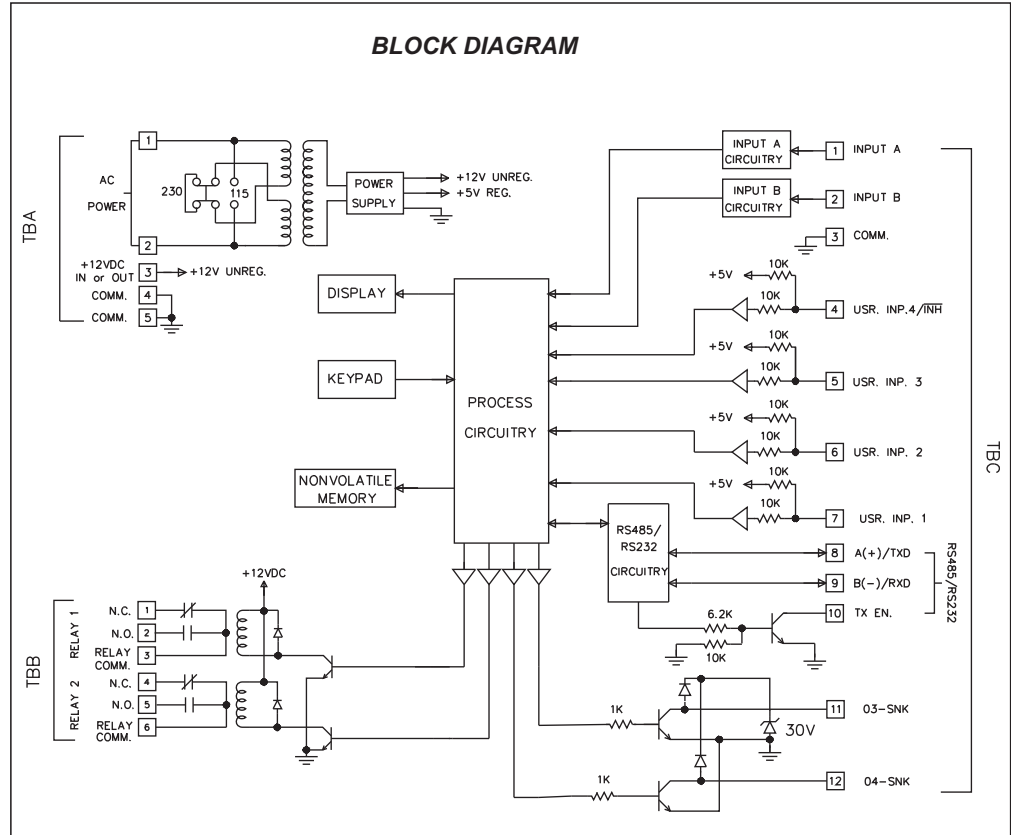 BLOCK DIAGRAM
TBA
AC
POWER
1
2
230
115
+12VDC
IN or OUT
3
+12V UNREG.
COMM.
4
COMM.
5
POWER
SUPPLY
+12V UNREG.
+5V REG.
DISPLAY
KEYPAD
NONVOLATILE
MEMORY
PROCESS
CIRCUITRY
INPUT A
CIRCUITRY
1
INPUT A
INPUT B
CIRCUITRY
2
INPUT B
3
COMM.
10K
+5V
10K
4
USR. INP.4/INH
10K
+5V
10K
5
USR. INP. 3
10K
+5V
10K
6
USR. INP. 2
10K
+5V
10K
7
USR. INP. 1
TBC
RS485/
RS232
CIRCUITRY
8
A(+)/TXD
9
B(-)/RXD
10
TX EN.
RS485/RS232
6.2K
10K
1K
11
03-SNK
30V
1K
12
04-SNK
+12VDC
TBB
RELAY 1
N.C.
1
N.O.
2
RELAY
COMM.
3
RELAY 2
N.C.
4
N.O.
5
RELAY
COMM.
6